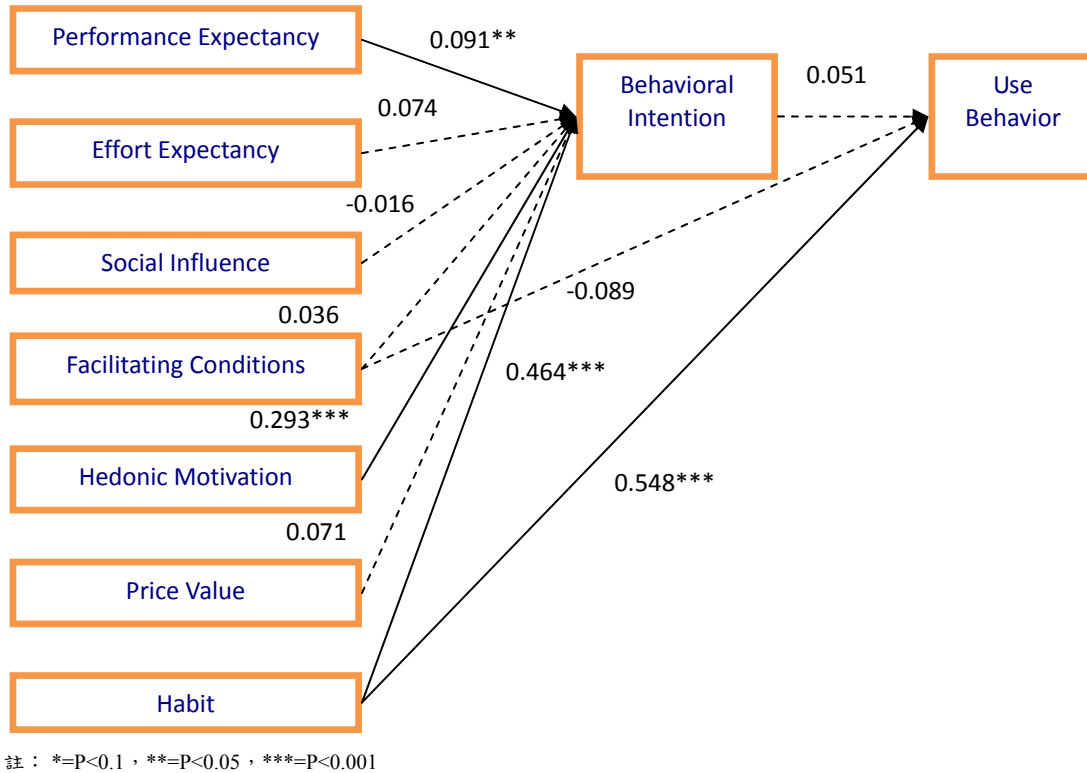 Performance Expectancy
0.091**
Behavioral
Intention
0.051
Use
Behavior
0.074
Effort Expectancy
-0.016
Social Influence
-0.089
0.036
Facilitating Conditions
0.464***
0.293***
Hedonic Motivation
0.548***
0.071
Price Value
Habit
註： *=P<0.1，**=P<0.05，***=P<0.001